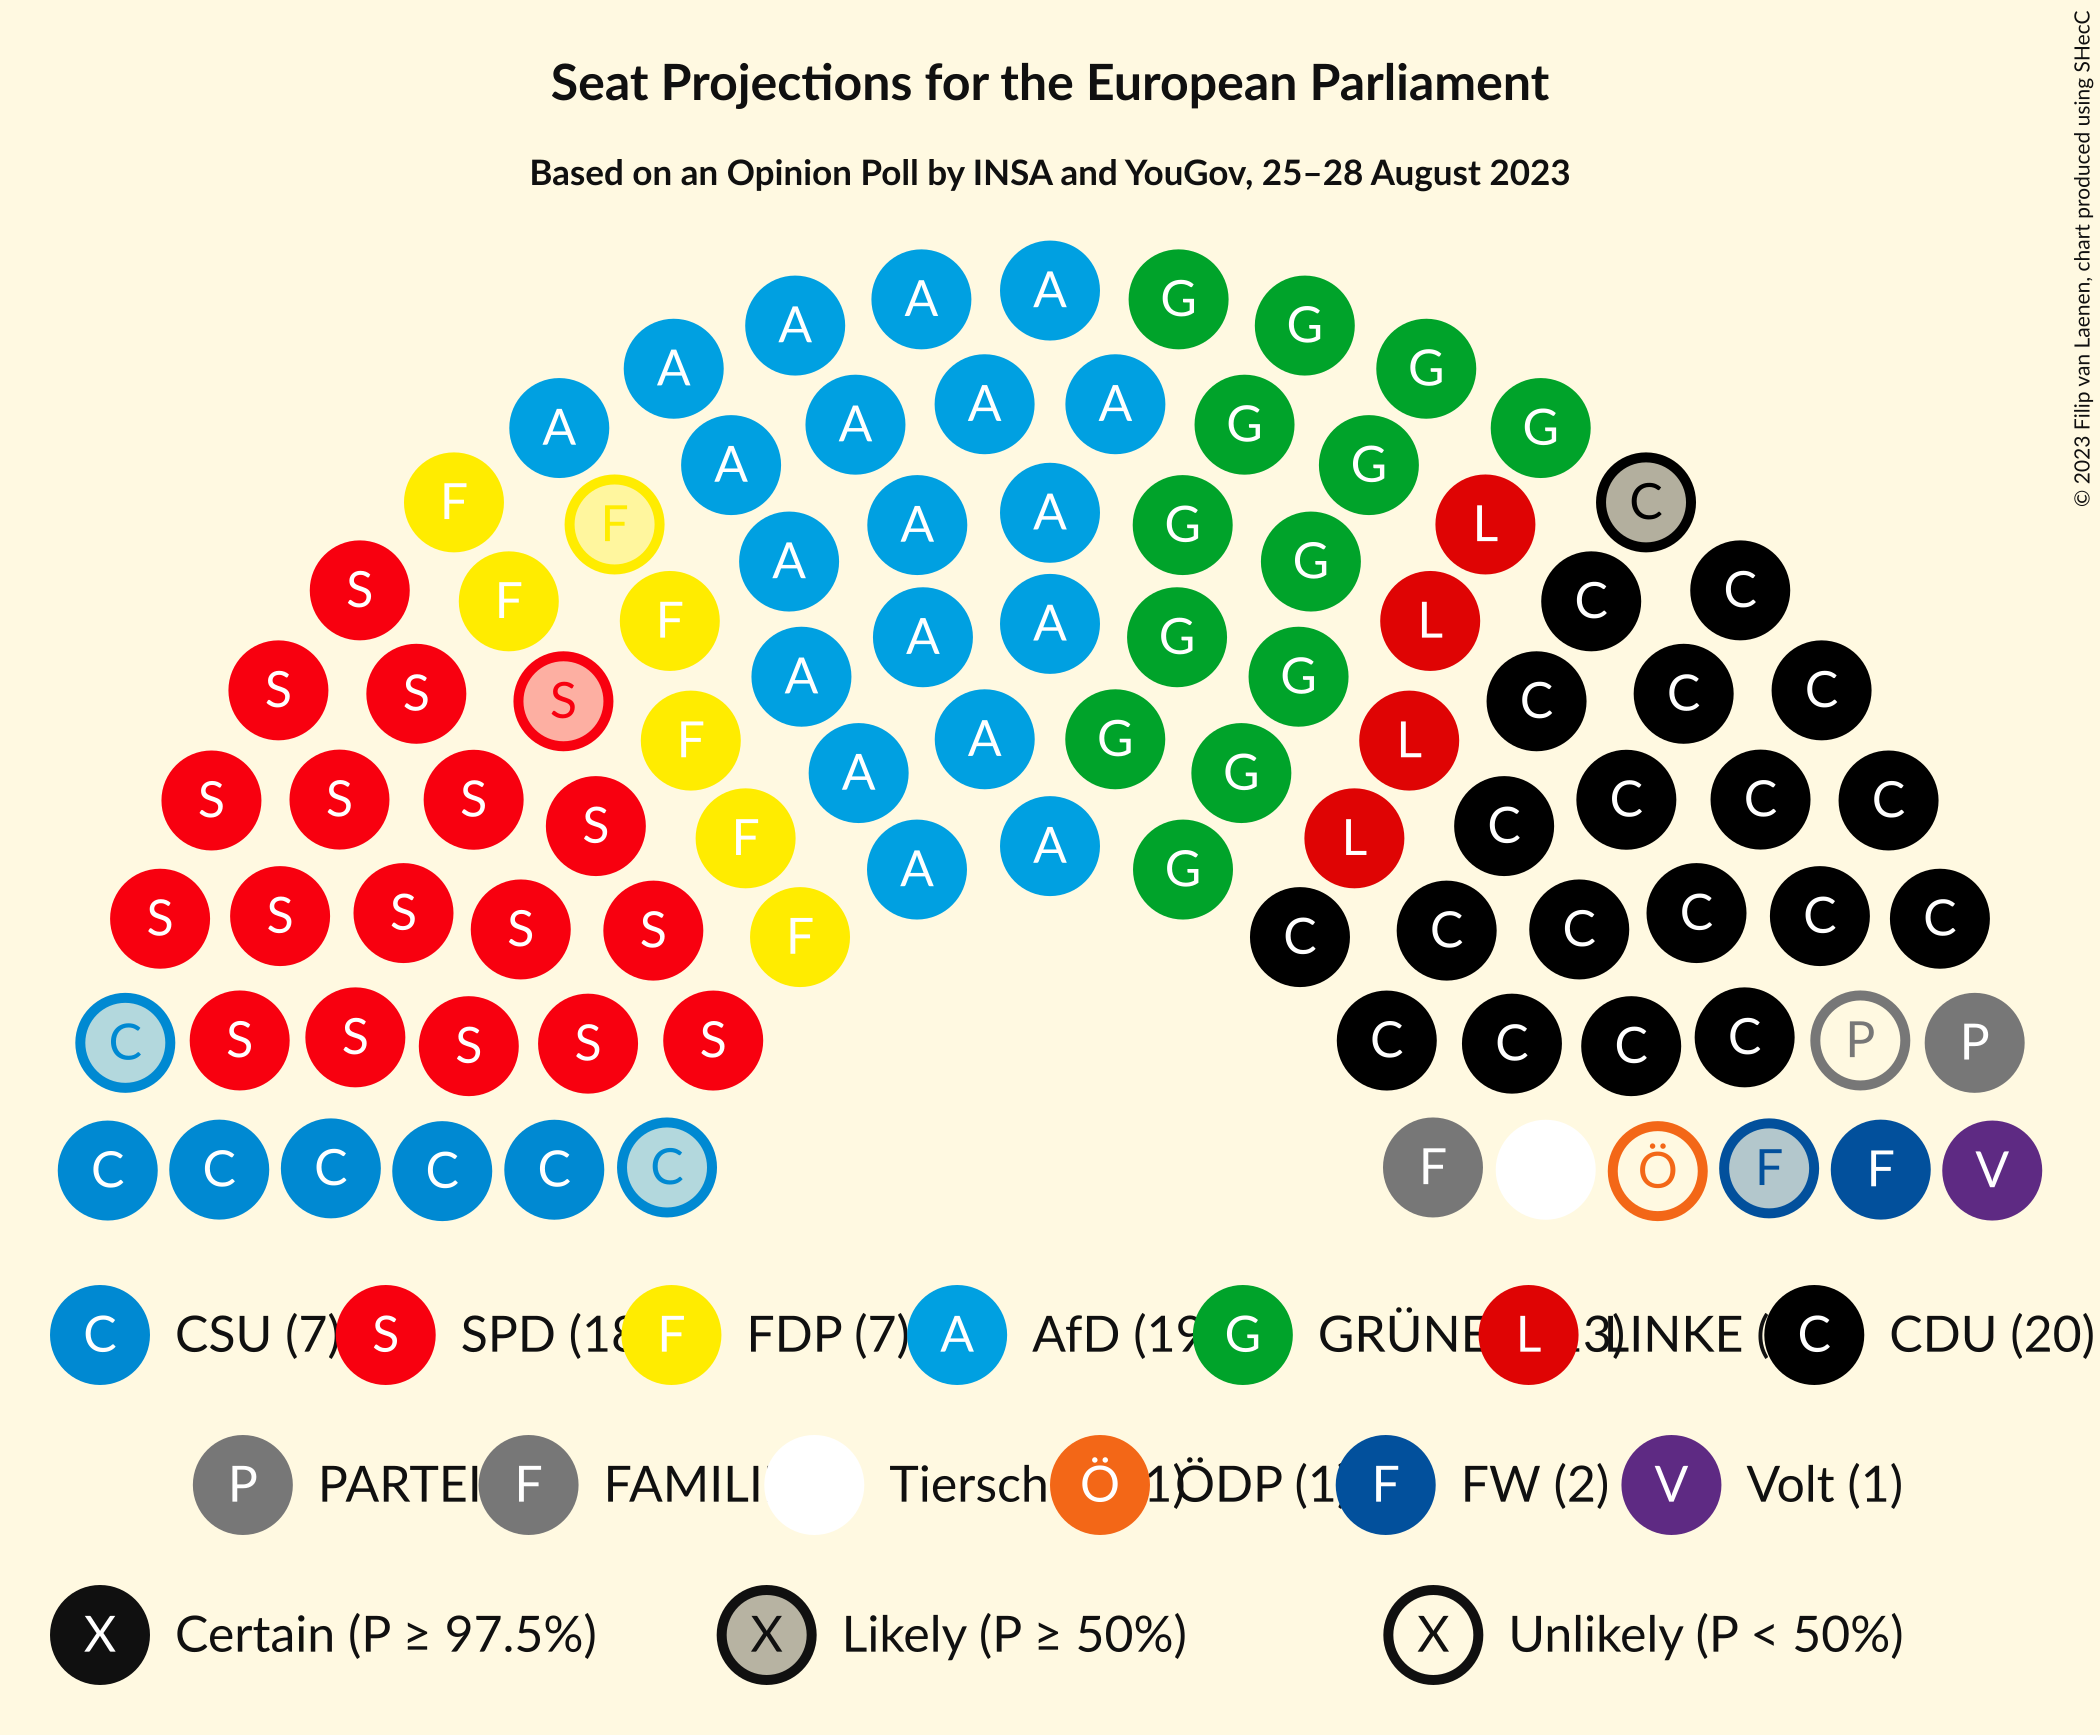 Seat Projections for the European Parliament
Based on an Opinion Poll by INSA and YouGov, 25–28 August 2023
© 2023 Filip van Laenen, chart produced using SHecC
A A A A A G G G G
F A A A A G G L C
S F F A A A G G L C C
S S S F A A A G G L C C C
S S S S F A A G G L C C C C
S S S S S F A A G C C C C C C
C S S S S S C C C C P P
C C C C C C F Ö F F V
C CSU (7) S SPD (18 F FDP (7) A AfD (19 G GRÜNE 3) L LINKE ( C CDU (20)
P PARTEI F FAMILI Tiersch 1) Ö ÖDP (1) F FW (2) V Volt (1)
X Certain (P ≥ 97.5%) X Likely (P ≥ 50%) X Unlikely (P < 50%)